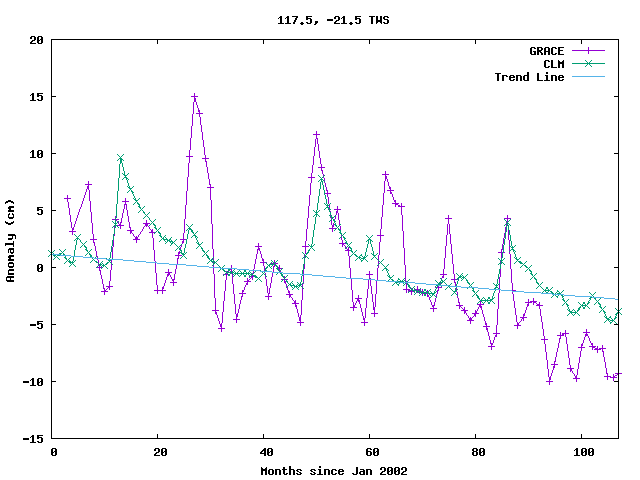 117.5, -21.5 TWS
GRACE
CLM
Trend Line
20
15
10
5
0
-5
-10
-15
Anomaly (cm)
0 20 40 60 80 100
Months since Jan 2002